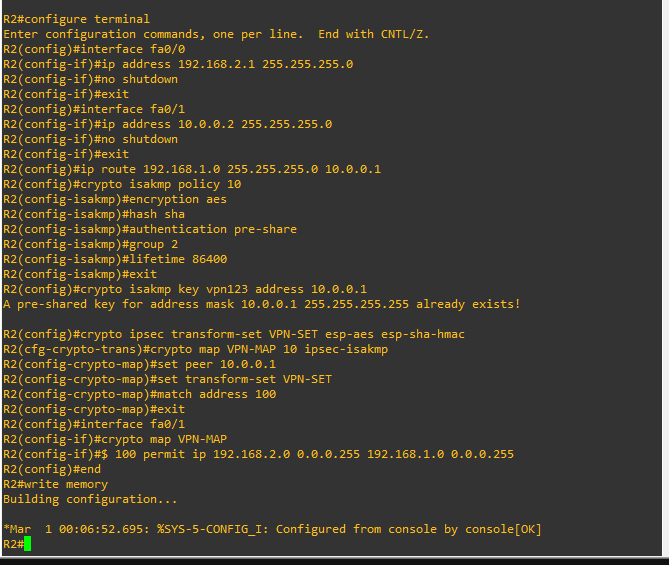 R2#configure terminal
Enter configuration commands, one per line.  End with CNTL/Z.
R2(config)#interface fa0/0
R2(config-if)#ip address 192.168.2.1 255.255.255.0
R2(config-if)#no shutdown
R2(config-if)#exit
R2(config)#interface fa0/1
R2(config-if)#ip address 10.0.0.2 255.255.255.0
R2(config-if)#no shutdown
R2(config-if)#exit
R2(config)#ip route 192.168.1.0 255.255.255.0 10.0.0.1
R2(config)#crypto isakmp policy 10
R2(config-isakmp)#encryption aes
R2(config-isakmp)#hash sha
R2(config-isakmp)#authentication pre-share
R2(config-isakmp)#group 2
R2(config-isakmp)#lifetime 86400
R2(config-isakmp)#exit
R2(config)#crypto isakmp key vpn123 address 10.0.0.1
A pre-shared key for address mask 10.0.0.1 255.255.255.255 already exists!
R2(config)#crypto ipsec transform-set VPN-SET esp-aes esp-sha-hmac
R2(cfg-crypto-trans)#crypto map VPN-MAP 10 ipsec-isakmp
R2(config-crypto-map)#set peer 10.0.0.1
R2(config-crypto-map)#set transform-set VPN-SET
R2(config-crypto-map)#match address 100
R2(config-crypto-map)#exit
R2(config)#interface fa0/1
R2(config-if)#crypto map VPN-MAP
R2(config-if)#$ 100 permit ip 192.168.2.0 0.0.0.255 192.168.1.0 0.0.0.255
R2(config)#end
R2#write memory
Building configuration...
*Mar  1 00:06:52.695: %SYS-5-CONFIG_I: Configured from console by console[OK]
R2#